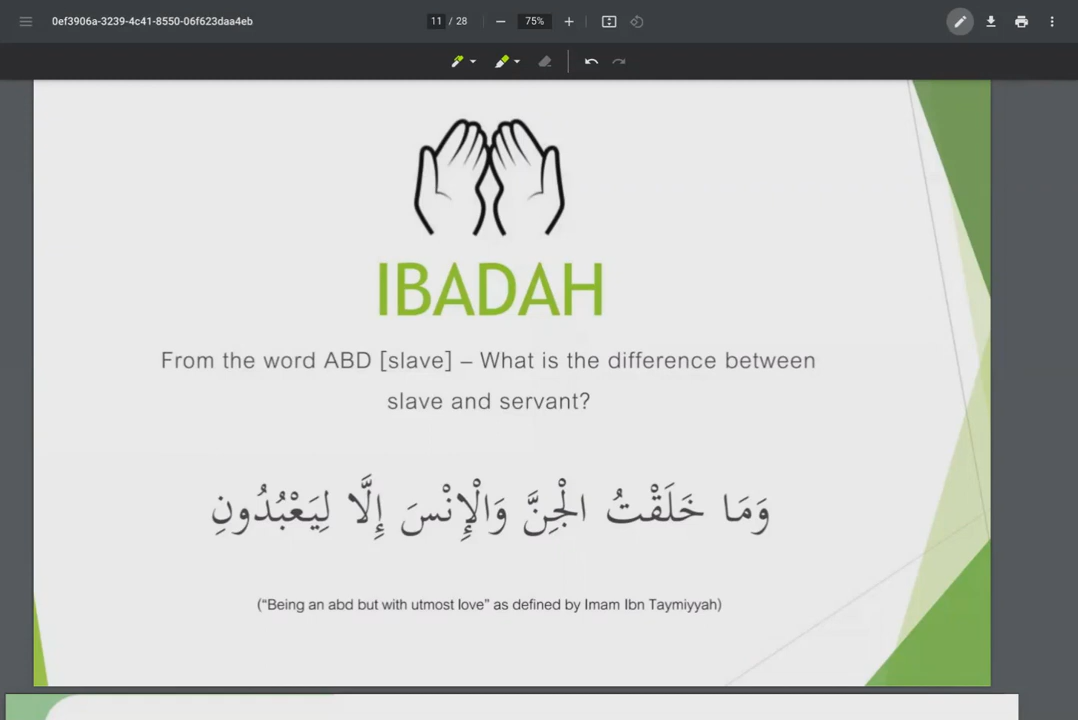 0ef3906a-3239-4c41-8550-06f623daa4eb
11 / 28
75%
IBADAH
From the word ABD [slave] – What is the difference between
slave and servant?
وَمَا خَلَقْتُ الْجِنَّ وَالْإِنْسَ إِلَّا لِيَعْبُدُونِ
(“Being an abd but with utmost love” as defined by Imam Ibn Taymiyyah)